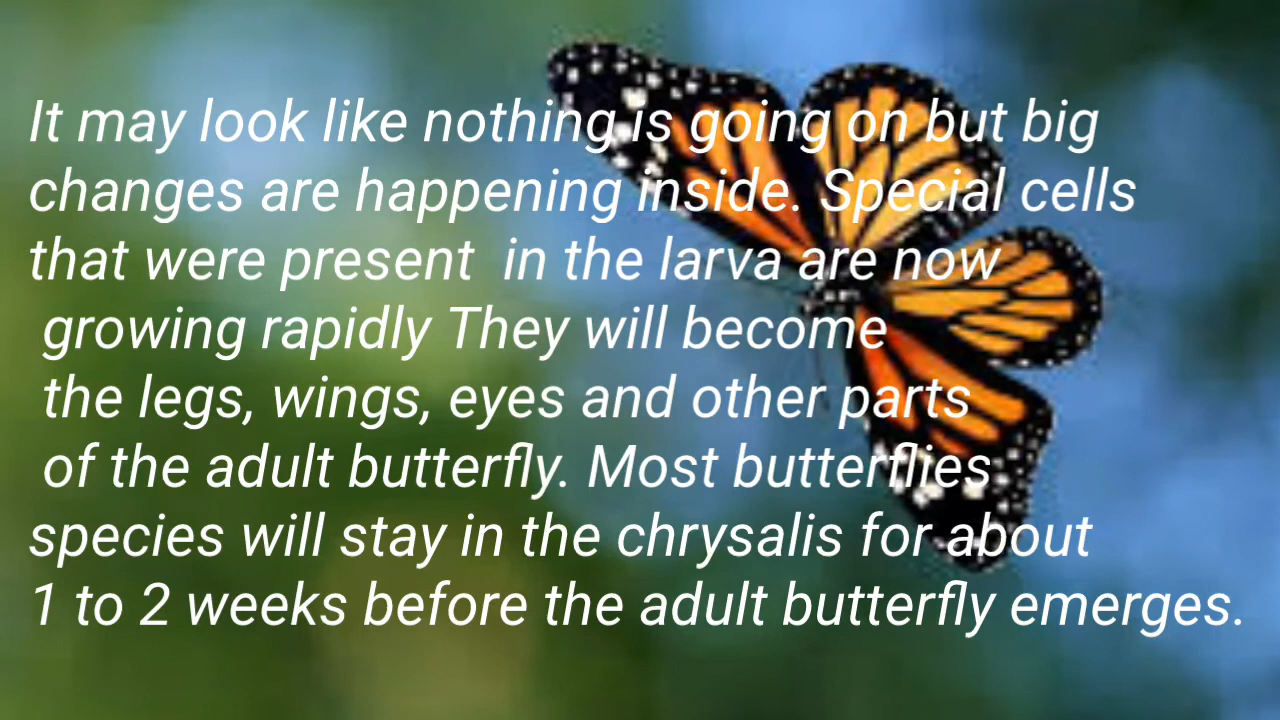 It may look like nothing is going on but big
changes are happening inside. Special cells
that were present  in the larva are now
growing rapidly They will become
the legs, wings, eyes and other parts
of the adult butterfly. Most butterflies
species will stay in the chrysalis for about
1 to 2 weeks before the adult butterfly emerges.